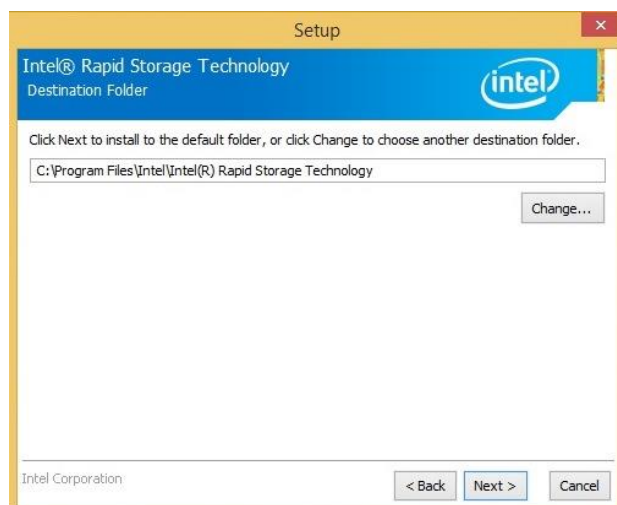 Setup
Intel® Rapid Storage Technology
Destination Folder
intel
Click Next to install to the default folder, or click Change to choose another destination folder.
C:\Program Files\Intel\Intel(R) Rapid Storage Technology
Change...
Intel Corporation
< Back Next > Cancel